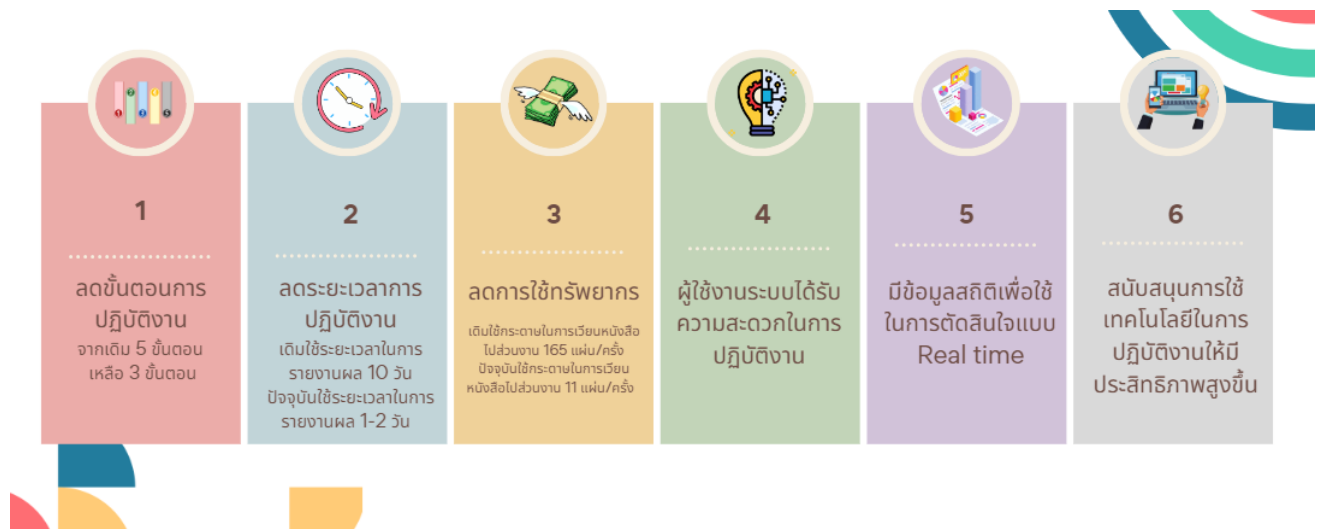 1
ลดขั้นตอนการ
ปฏิบัติงาน
จากเดิม 5 ขั้นตอน
เหลือ 3 ขั้นตอน
2
ลดระยะเวลาการ
ปฏิบัติงาน
เดิมใช้ระยะเวลาในการ
รายงานผล 10 วัน
ปัจจุบันใช้ระยะเวลาในการ
รายงานผล 1-2 วัน
3
ลดการใช้ทรัพยากร
เดิมใช้กระดาษในการเวียนหนังสือ
ไปส่วนงาน 165 แผ่น/ครั้ง
ปัจจุบันใช้กระดาษในการเวียน
หนังสือไปส่วนงาน 11 แผ่น/ครั้ง
4
ผู้ใช้งานระบบได้รับ
ความสะดวกในการ
ปฏิบัติงาน
5
มีข้อมูลสถิติเพื่อใช้
ในการตัดสินใจแบบ
Real time
6
สนับสนุนการใช้
เทคโนโลยีในการ
ปฏิบัติงานให้มี
ประสิทธิภาพสูงขึ้น